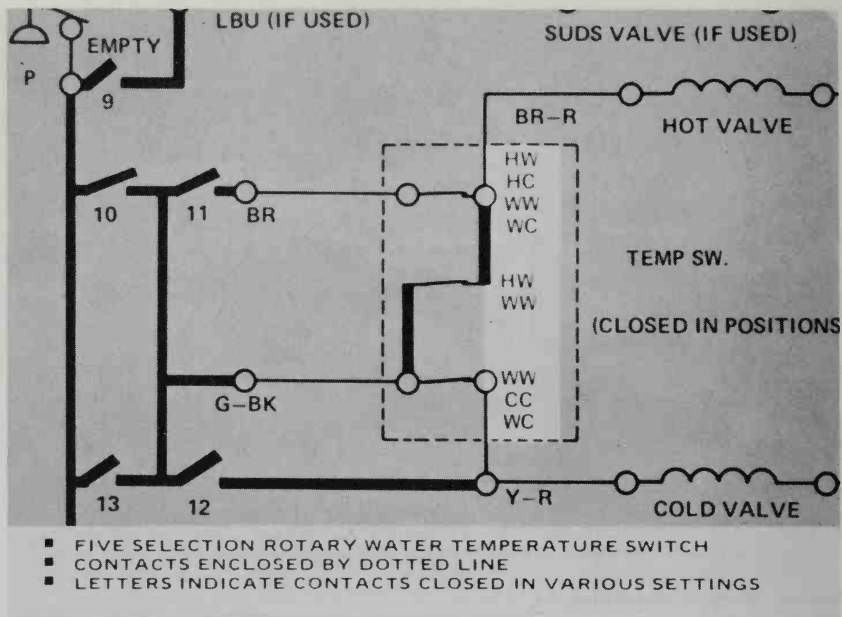 LBU (IF USED)
SUDS VALVE (IF USED)
EMPTY
P
9
BR-R
HOT VALVE
HW
HC
WW
WC
10
11
BR
TEMP SW.
HW
WW
(CLOSED IN POSITIONS
WW
CC
WC
G-BK
13
12
Y-R
COLD VALVE
▪ FIVE SELECTION ROTARY WATER TEMPERATURE SWITCH
▪ CONTACTS ENCLOSED BY DOTTED LINE
▪ LETTERS INDICATE CONTACTS CLOSED IN VARIOUS SETTINGS